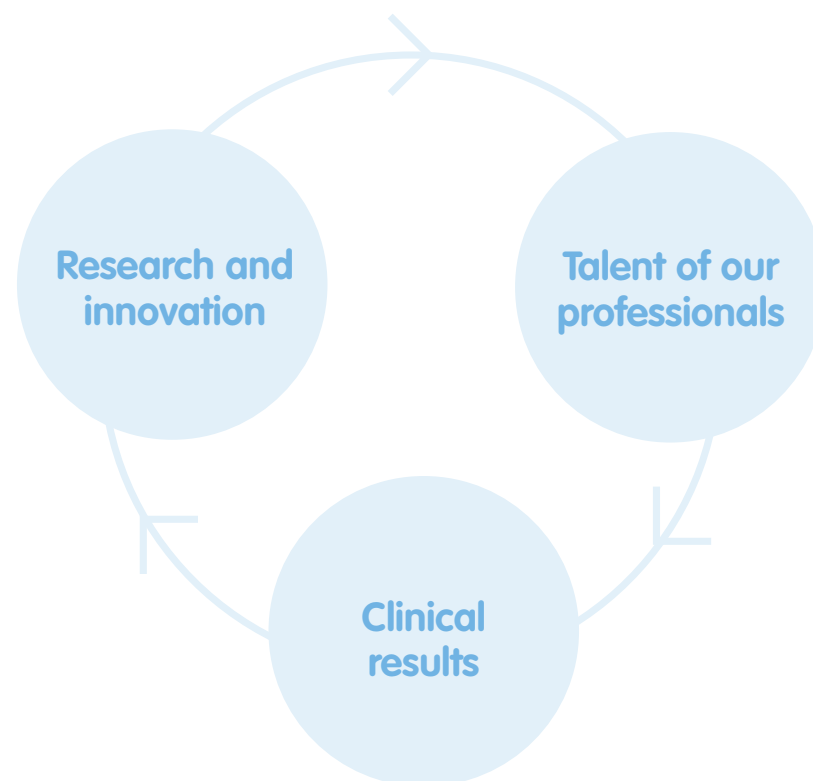 Research and
innovation
Talent of our
professionals
Clinical
results